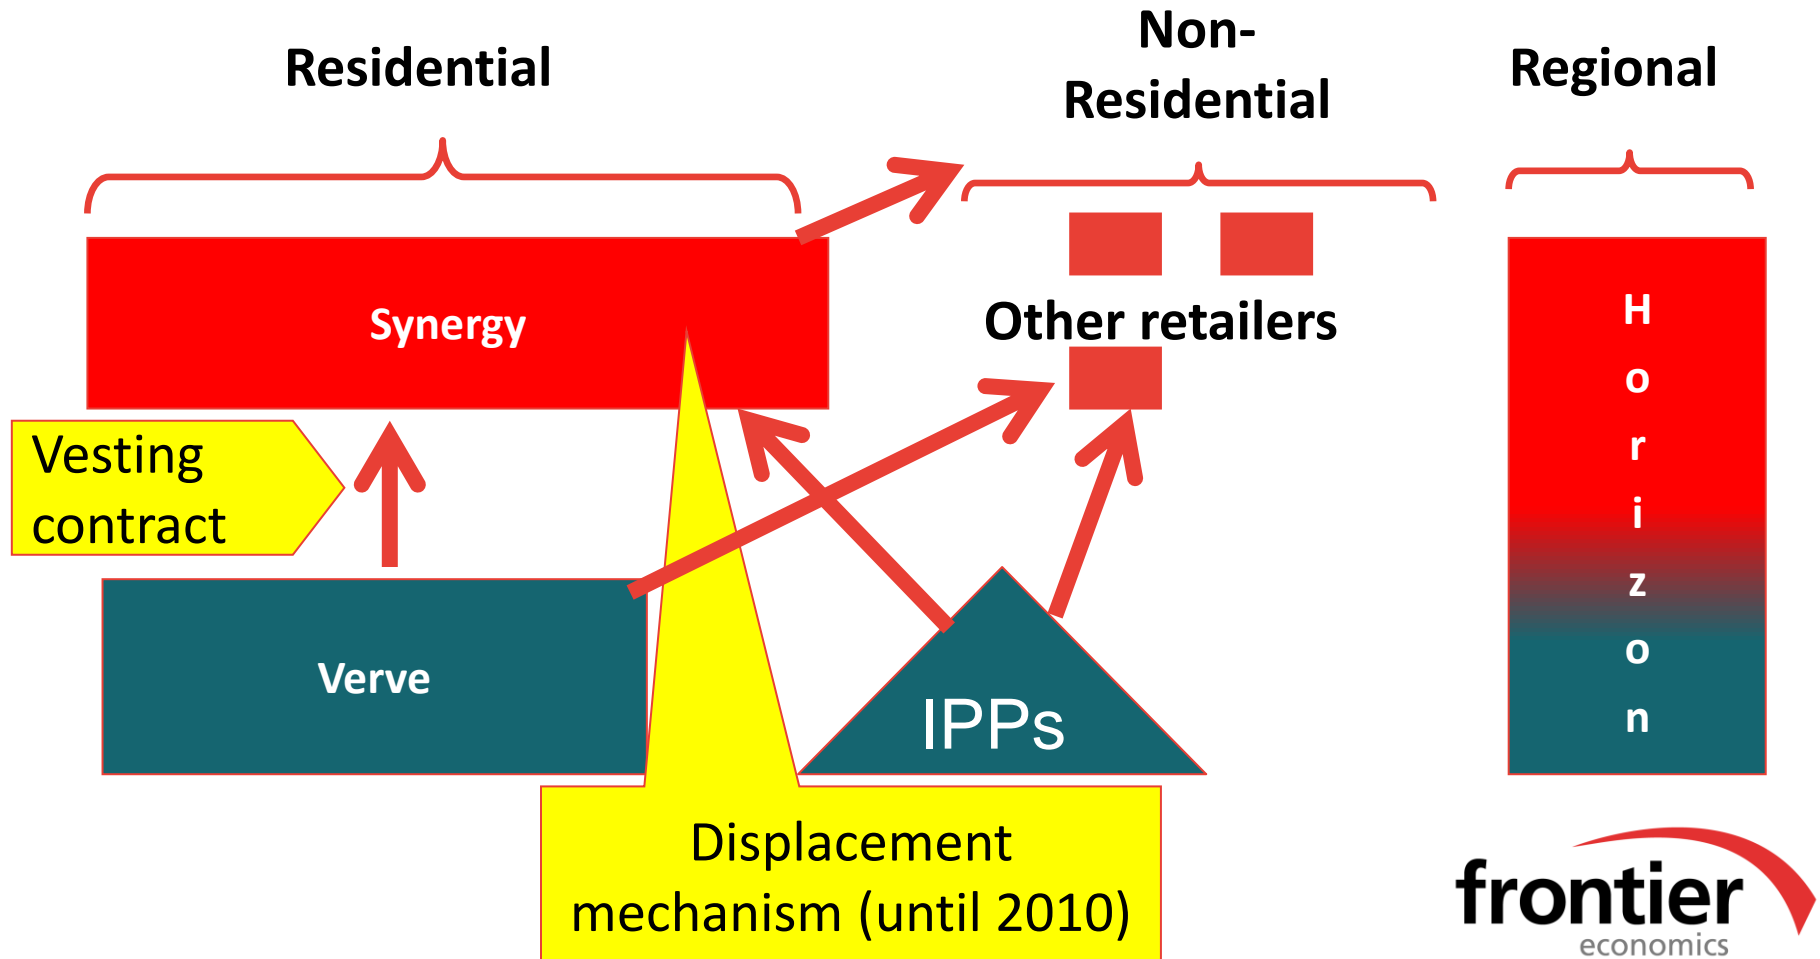 Residential
Non-
Residential
Regional
Synergy
Other retailers
Vesting
contract
Verve
IPPs
H
o
r
i
z
o
n
Displacement
mechanism (until 2010)
frontier
economics